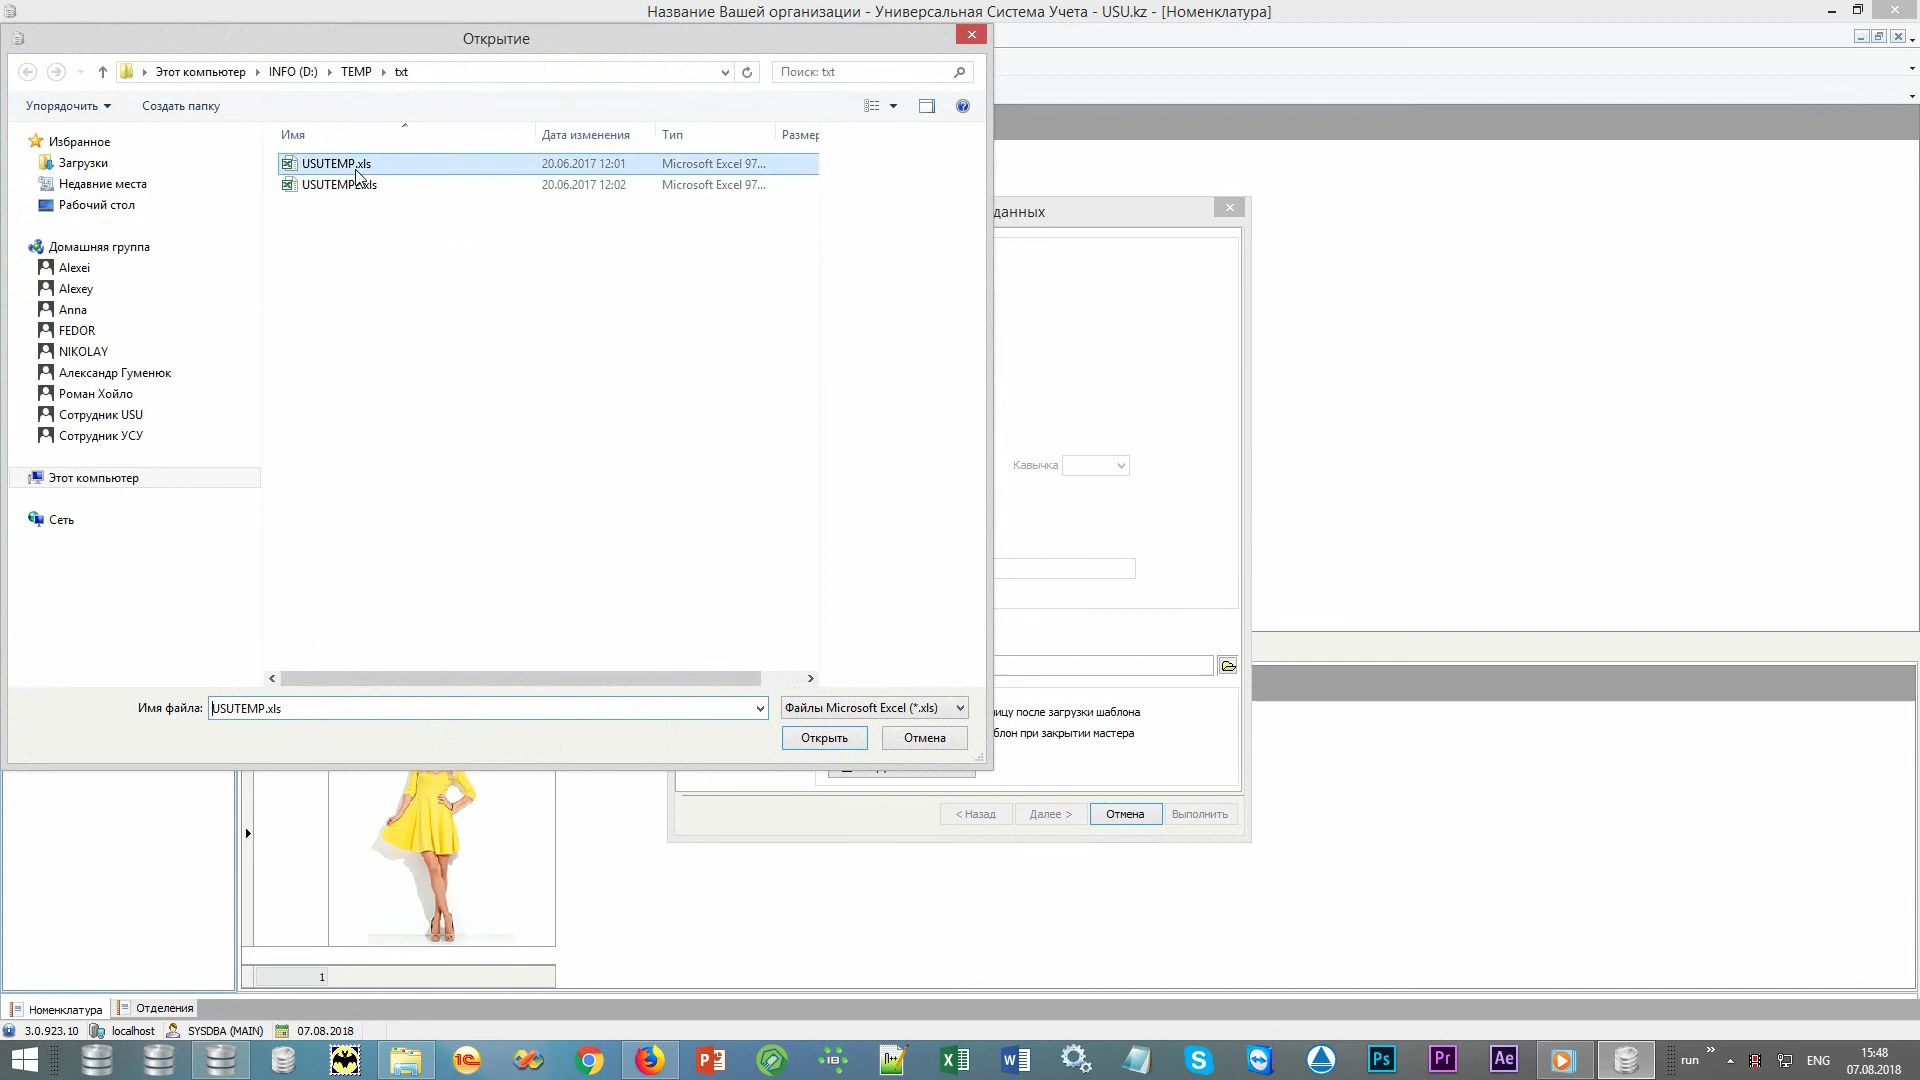 Название Вашей организации - Универсальная Система Учета - USU.kz - [Номенклатура]
Открытие
Этот компьютер
INFO (D:)
TEMP
txt
Поиск: txt
Упорядочить
Создать папку
Имя
Дата изменения
Тип
Размер
Избранное
Загрузки
Недавние места
Рабочий стол
USUTEMP.xls
20.06.2017 12:01
Microsoft Excel 97...
20.06.2017 12:02
Microsoft Excel 97...
Домашняя группа
Alexei
Alexey
Anna
FEDOR
NIKOLAY
Александр Гуменюк
Роман Хойло
Сотрудник USU
Сотрудник УСУ
Этот компьютер
Сеть
Имя файла:
USUTEMP.xls
Файлы Microsoft Excel (*.xls)
Открыть
Отмена
данных
Кавычка
ицу после загрузки шаблона
блон при закрытии мастера
< Назад
Далее >
Отмена
Выполнить
1
Номенклатура
Отделения
3.0.923.10
localhost
SYSDBA (MAIN)
07.08.2018
run
ENG
15:48
07.08.2018